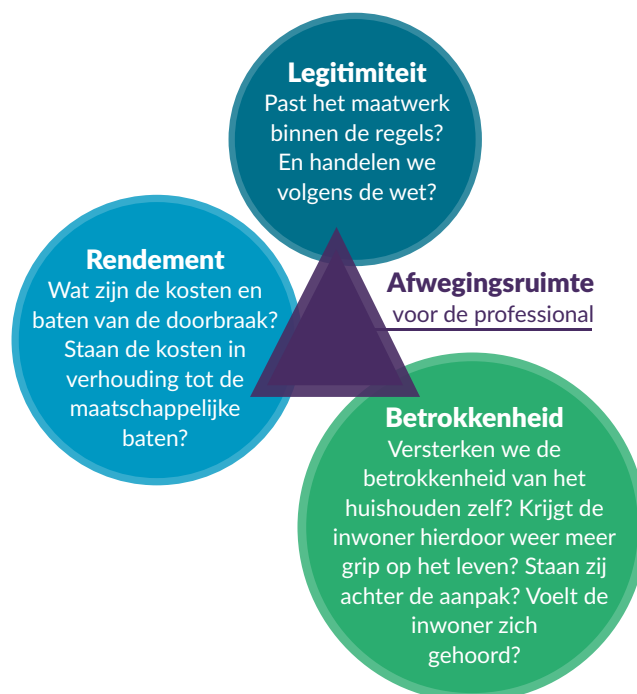 Legitimiteit
Past het maatwerk
binnen de regels?
En handelen we
volgens de wet?
Rendement
Wat zijn de kosten en
baten van de doorbraak?
Staan de kosten in
verhouding tot de
maatschappelijke
baten?
Afwegingsruimte
voor de professional
Betrokkenheid
Versterken we de
betrokkenheid van het
huishouden zelf? Krijgt de
inwoner hierdoor weer meer
grip op het leven? Staan zij
achter de aanpak? Voelt de
inwoner zich
gehoord?